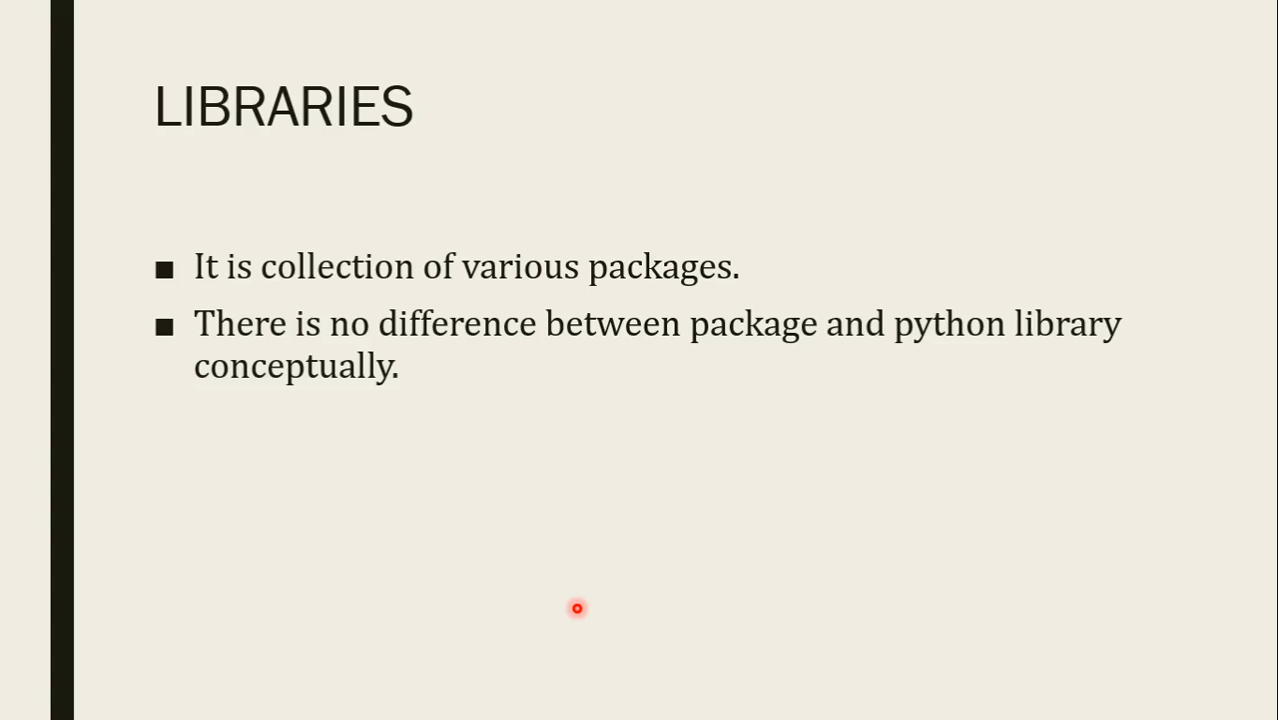 LIBRARIES
▪ It is collection of various packages.
▪ There is no difference between package and python library
conceptually.